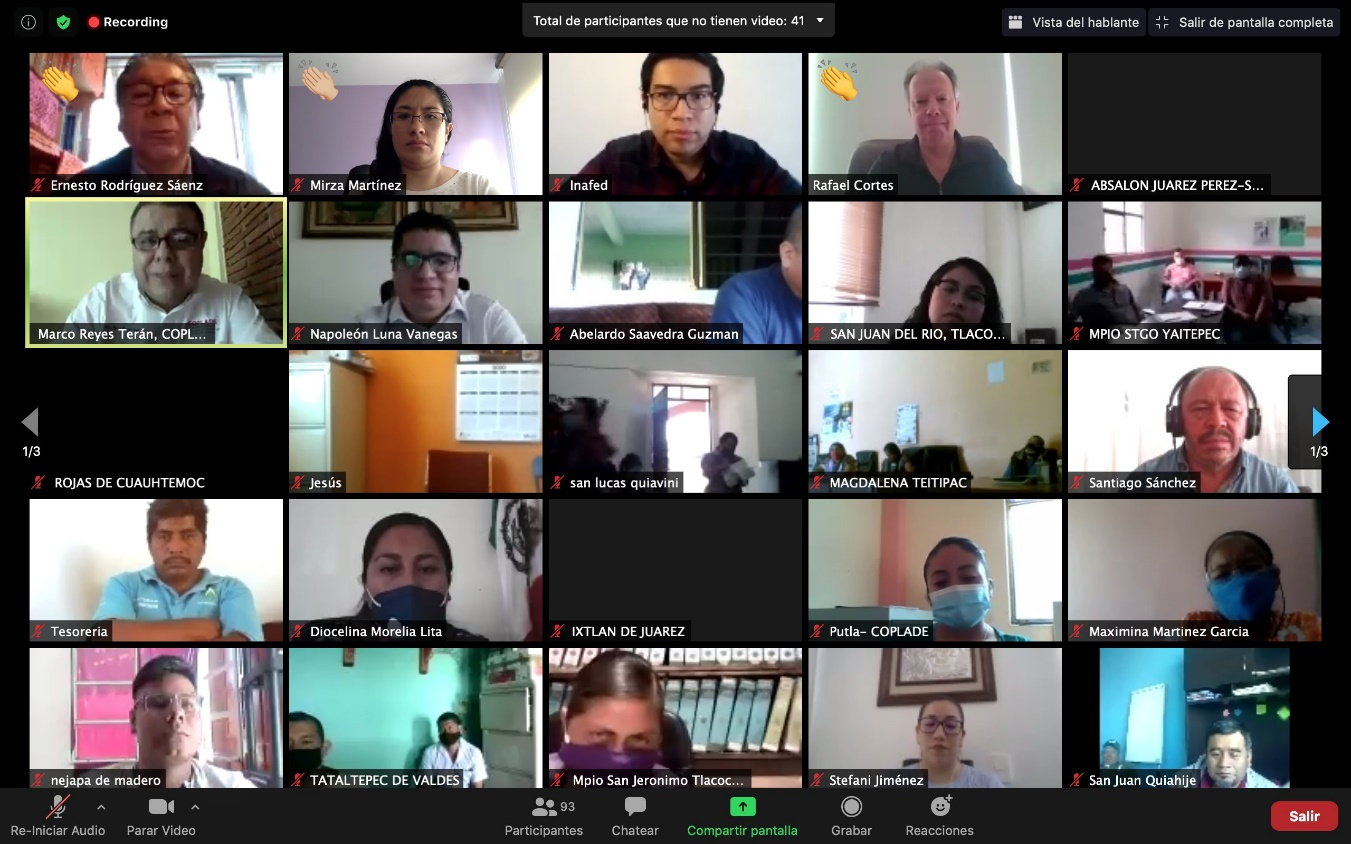 Recording
Total de participantes que no tienen video: 41
Vista del hablante
Salir de pantalla completa
Ernesto Rodríguez Sáenz
Mirza Martínez
Inafed
Rafael Cortes
ABSALON JUAREZ PEREZ-S...
Marco Reyes Terán, COPL...
Napoleón Luna Vanegas
Abelardo Saavedra Guzman
SAN JUAN DEL RIO, TLACO...
MPIO STGO YAITEPEC
1/3
ROJAS DE CUAUHTEMOC
Jesús
san lucas quiavini
MAGDALENA TEITIPAC
Santiago Sánchez
1/3
Tesoreria
Diocelina Morelia Lita
IXTLAN DE JUAREZ
Putla- COPLADE
Maximina Martinez Garcia
nejapa de madero
TATALTEPEC DE VALDES
Mpio San Jeronimo Tlacoc...
Stefani Jiménez
San Juan Quiahije
Re-Iniciar Audio
Parar Video
93
Participantes
Chatear
Compartir pantalla
Grabar
Reacciones
Salir